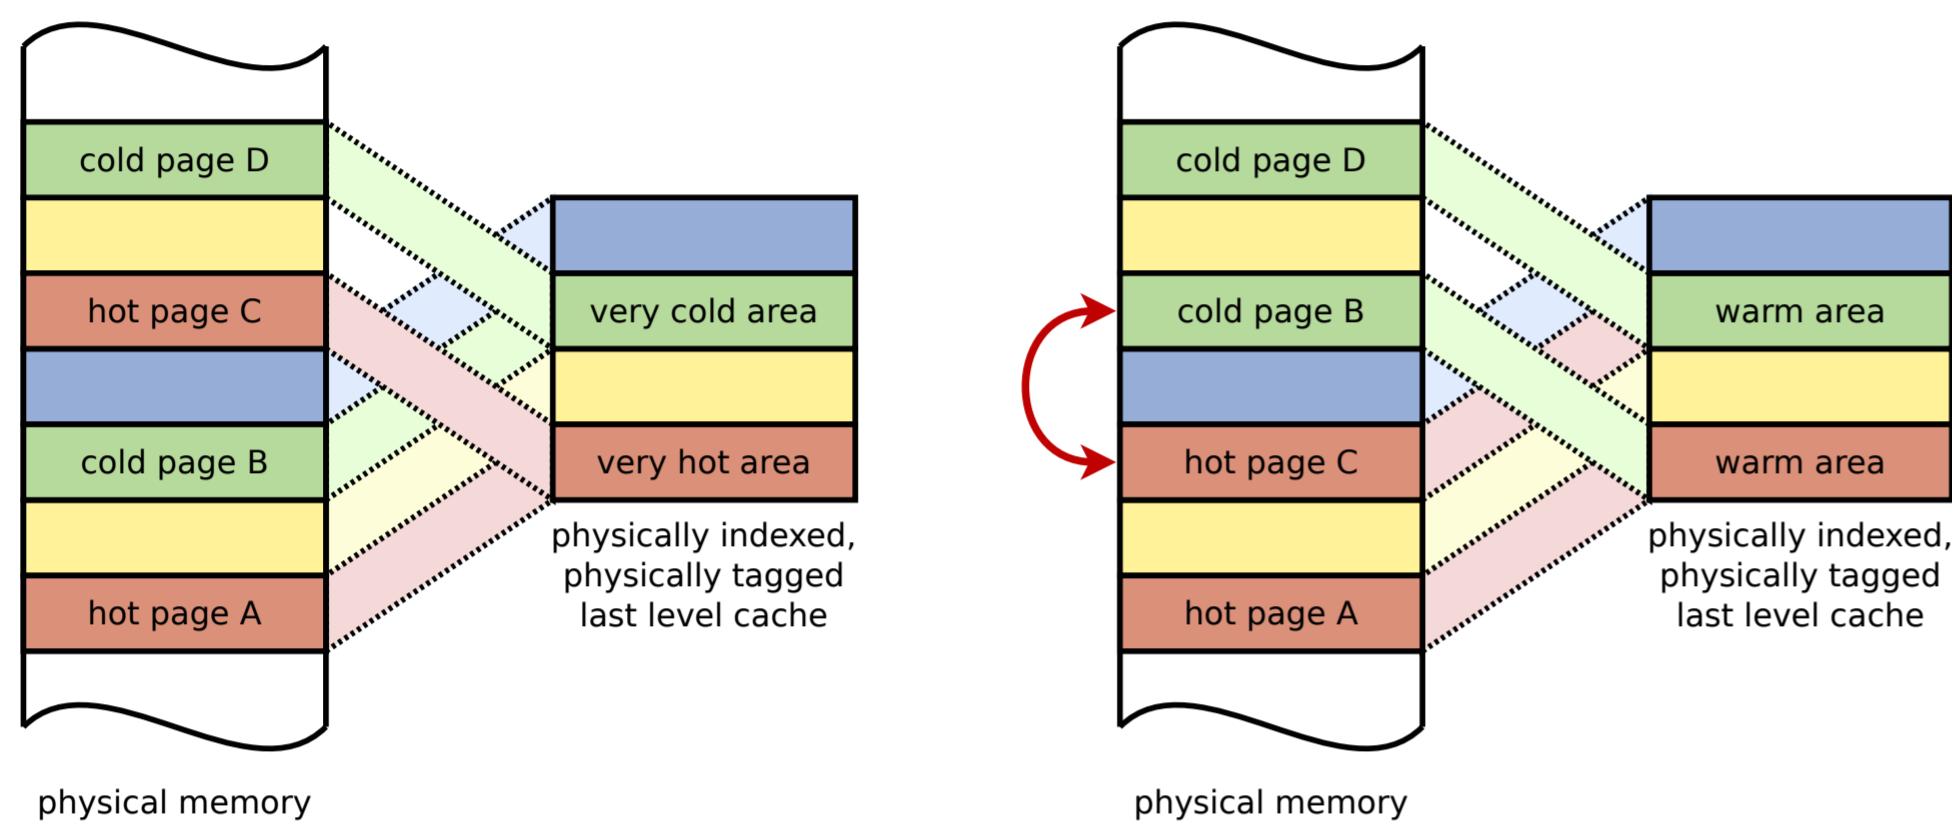 cold page D
hot page C
cold page B
hot page A
physical memory
very cold area
very hot area
physically indexed,
physically tagged
last level cache
cold page D
cold page B
hot page C
hot page A
physical memory
warm area
warm area
physically indexed,
physically tagged
last level cache